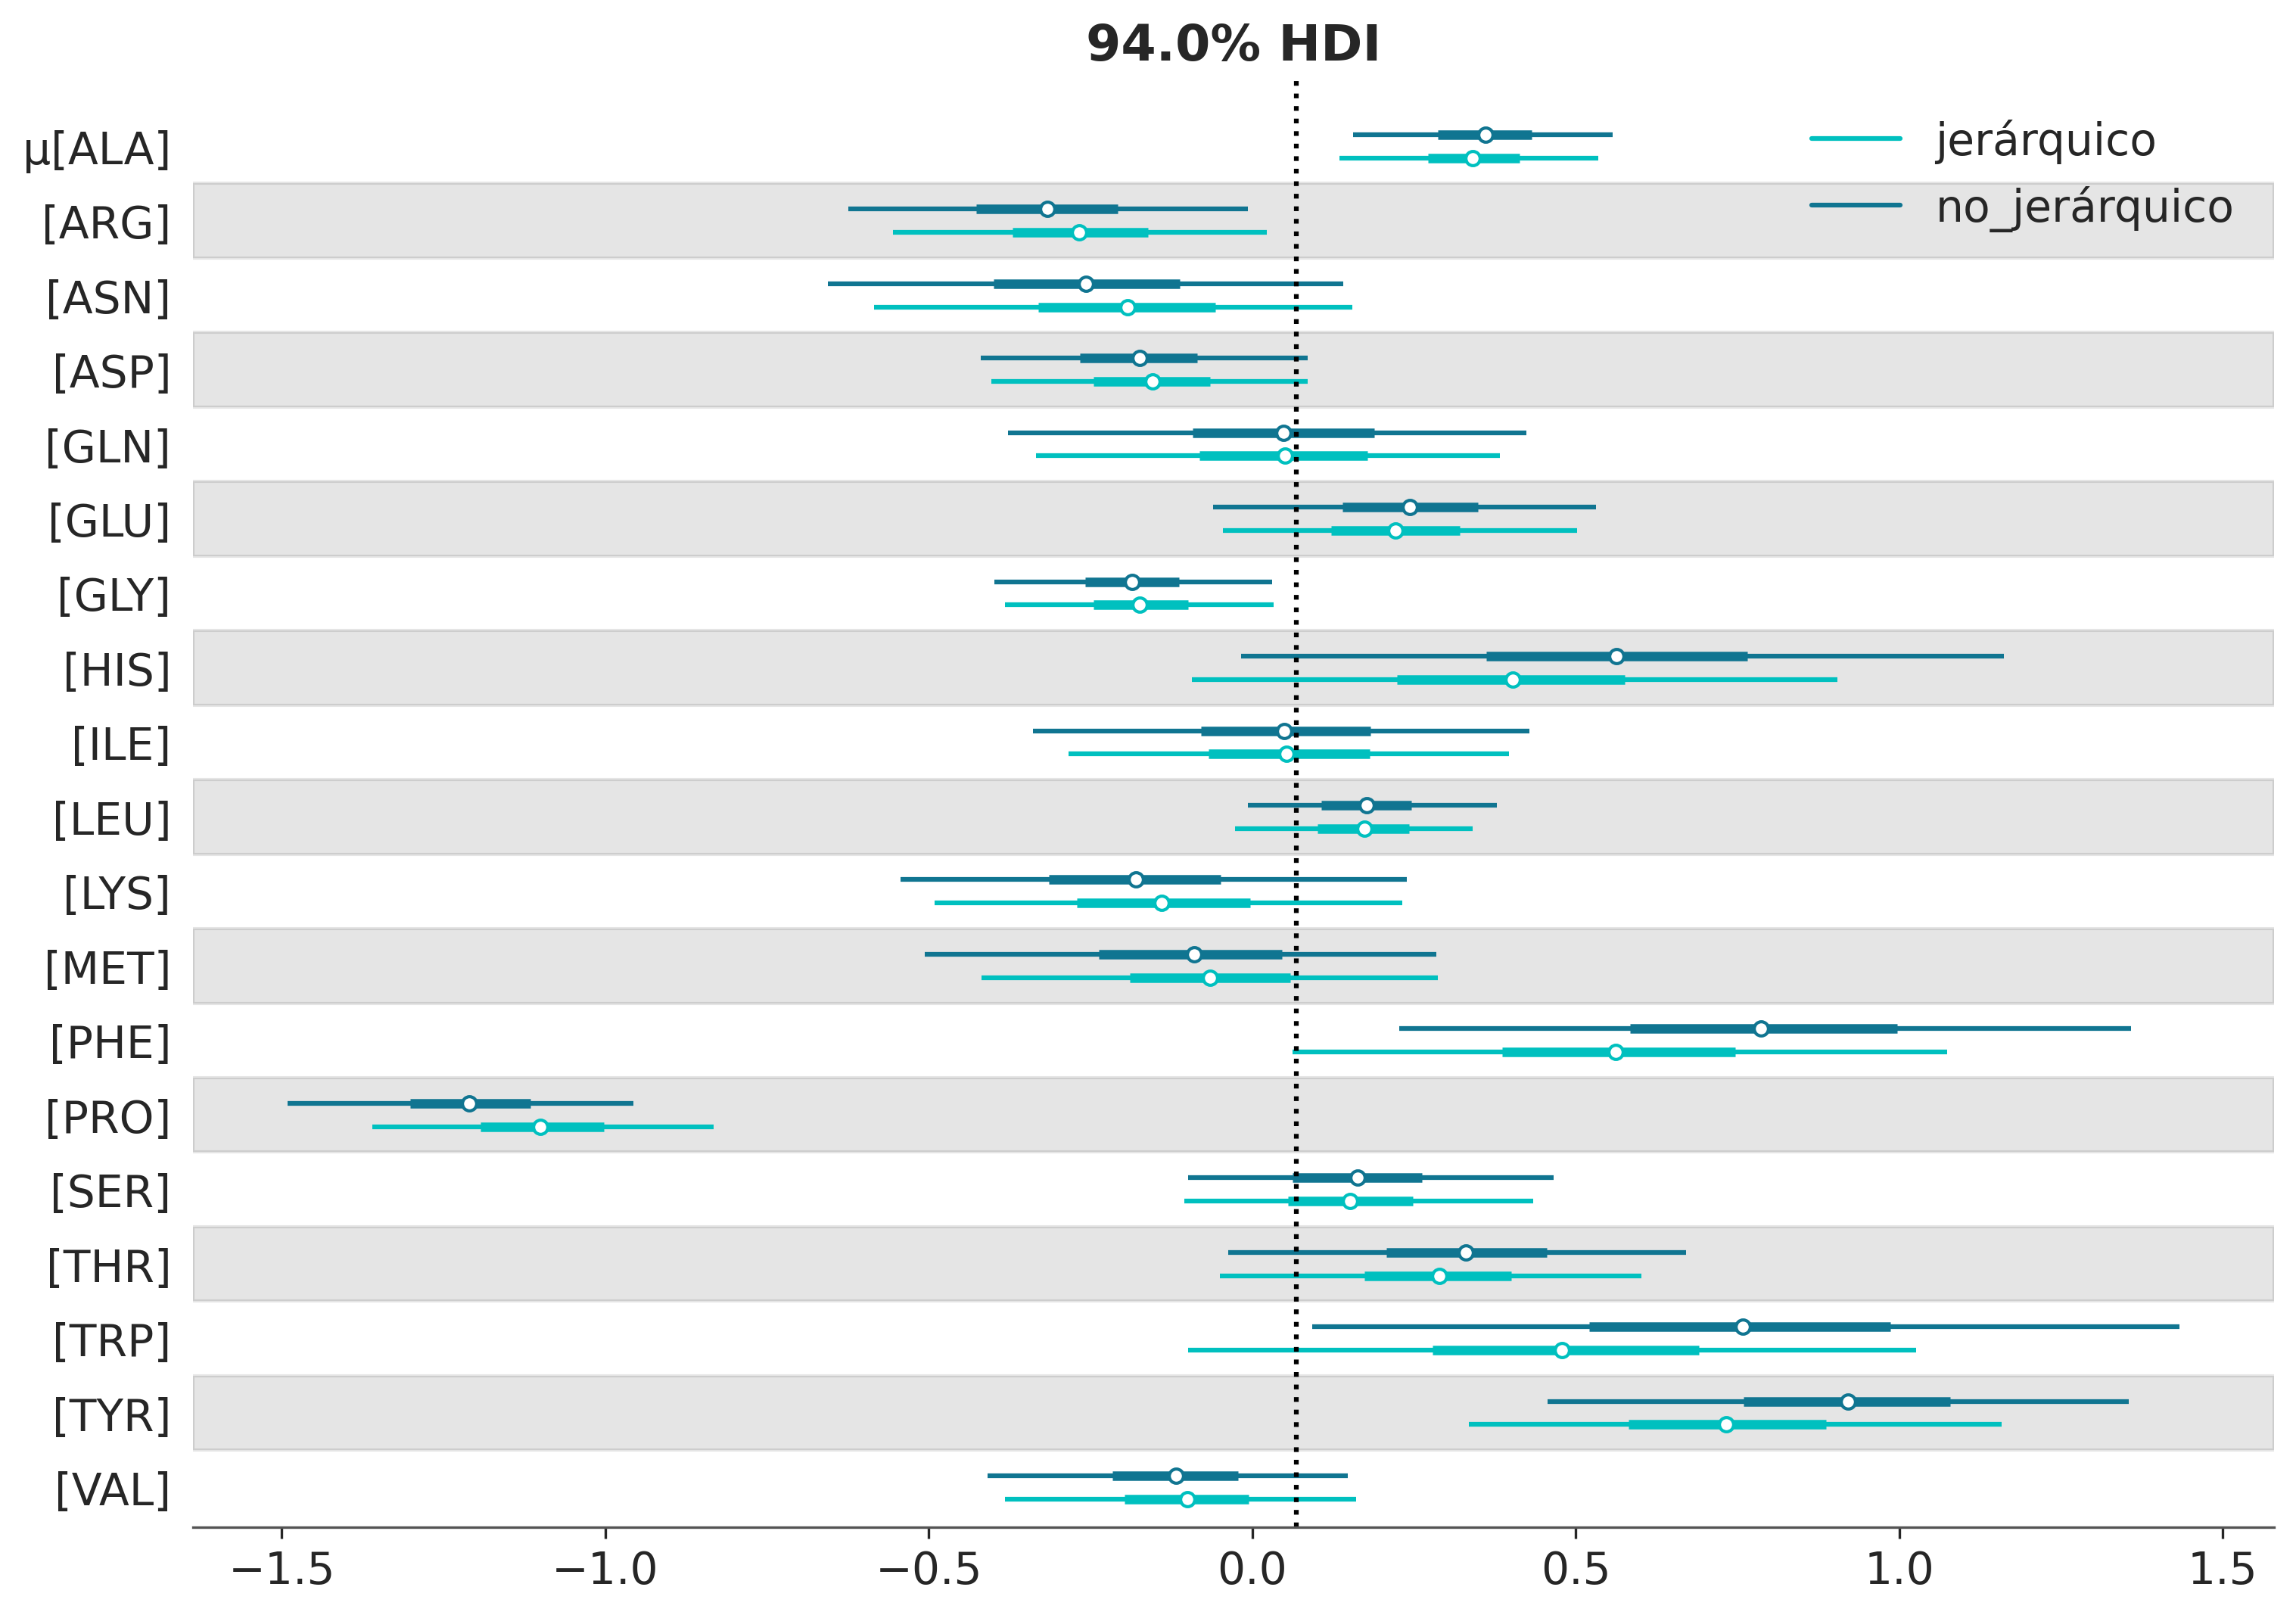 94.0% HDI
μ[ALA]
jerárquico
[ARG]
no_jerárquico
[ASN]
[ASP]
[GLN]
[GLU]
[GLY]
[HIS]
[ILE]
[LEU]
[LYS]
[MET]
[PHE]
[PRO]
[SER]
[THR]
[TRP]
[TYR]
[VAL]
−1.5 −1.0 −0.5 0.0 0.5 1.0 1.5